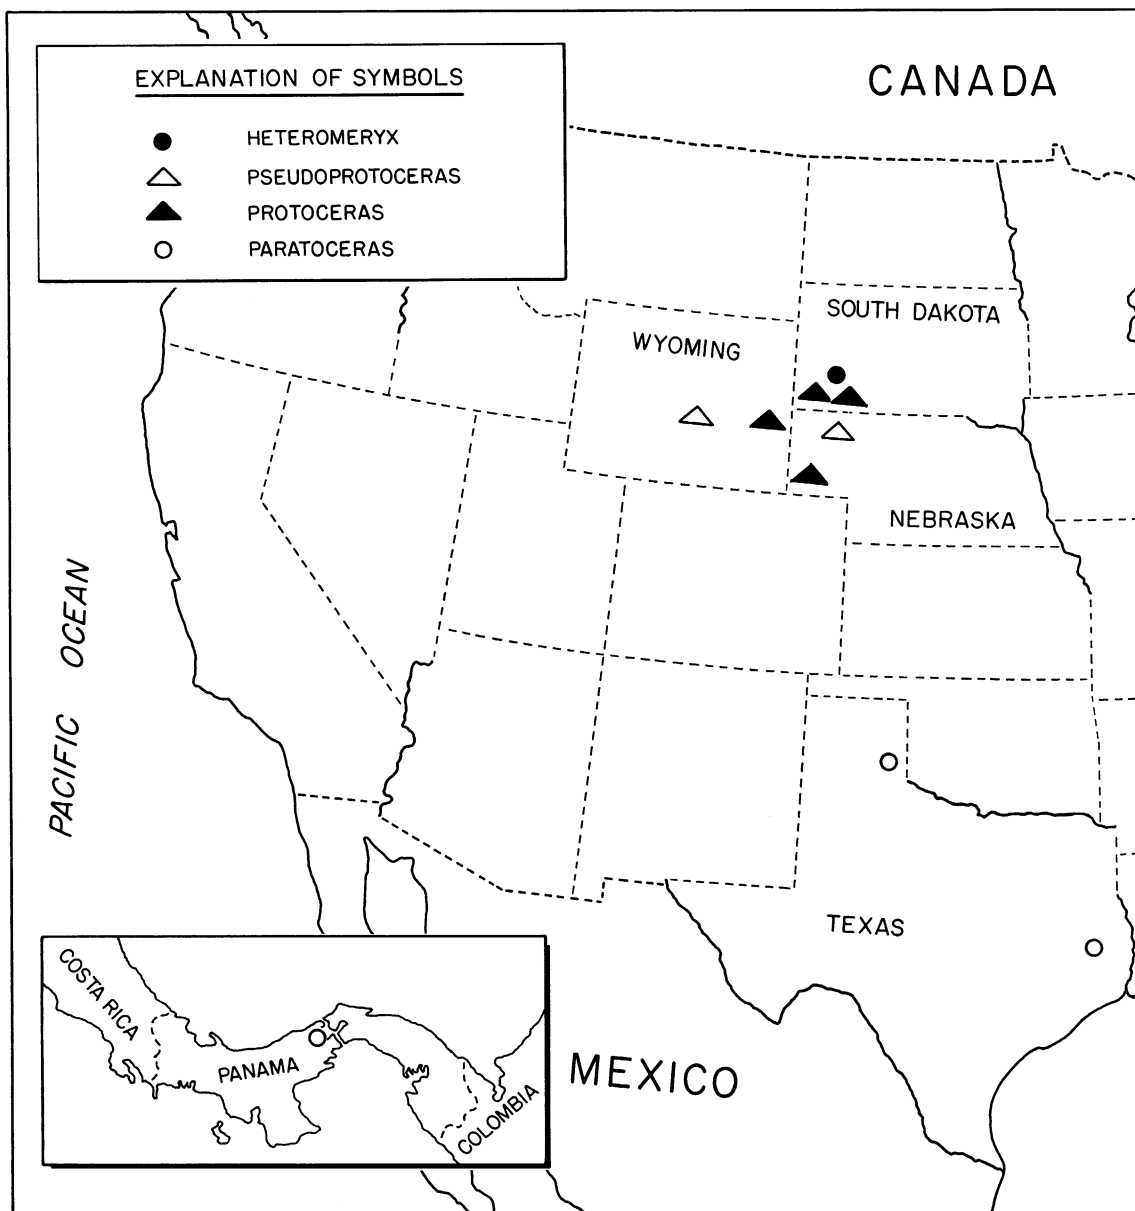 EXPLANATION OF SYMBOLS
HETEROMERYX
PSEUDOPROTOCERAS
PROTOCERAS
PARATOCERAS
CANADA
SOUTH DAKOTA
WYOMING
NEBRASKA
PACIFIC OCEAN
TEXAS
MEXICO
COSTA RICA
PANAMA
COLOMBIA